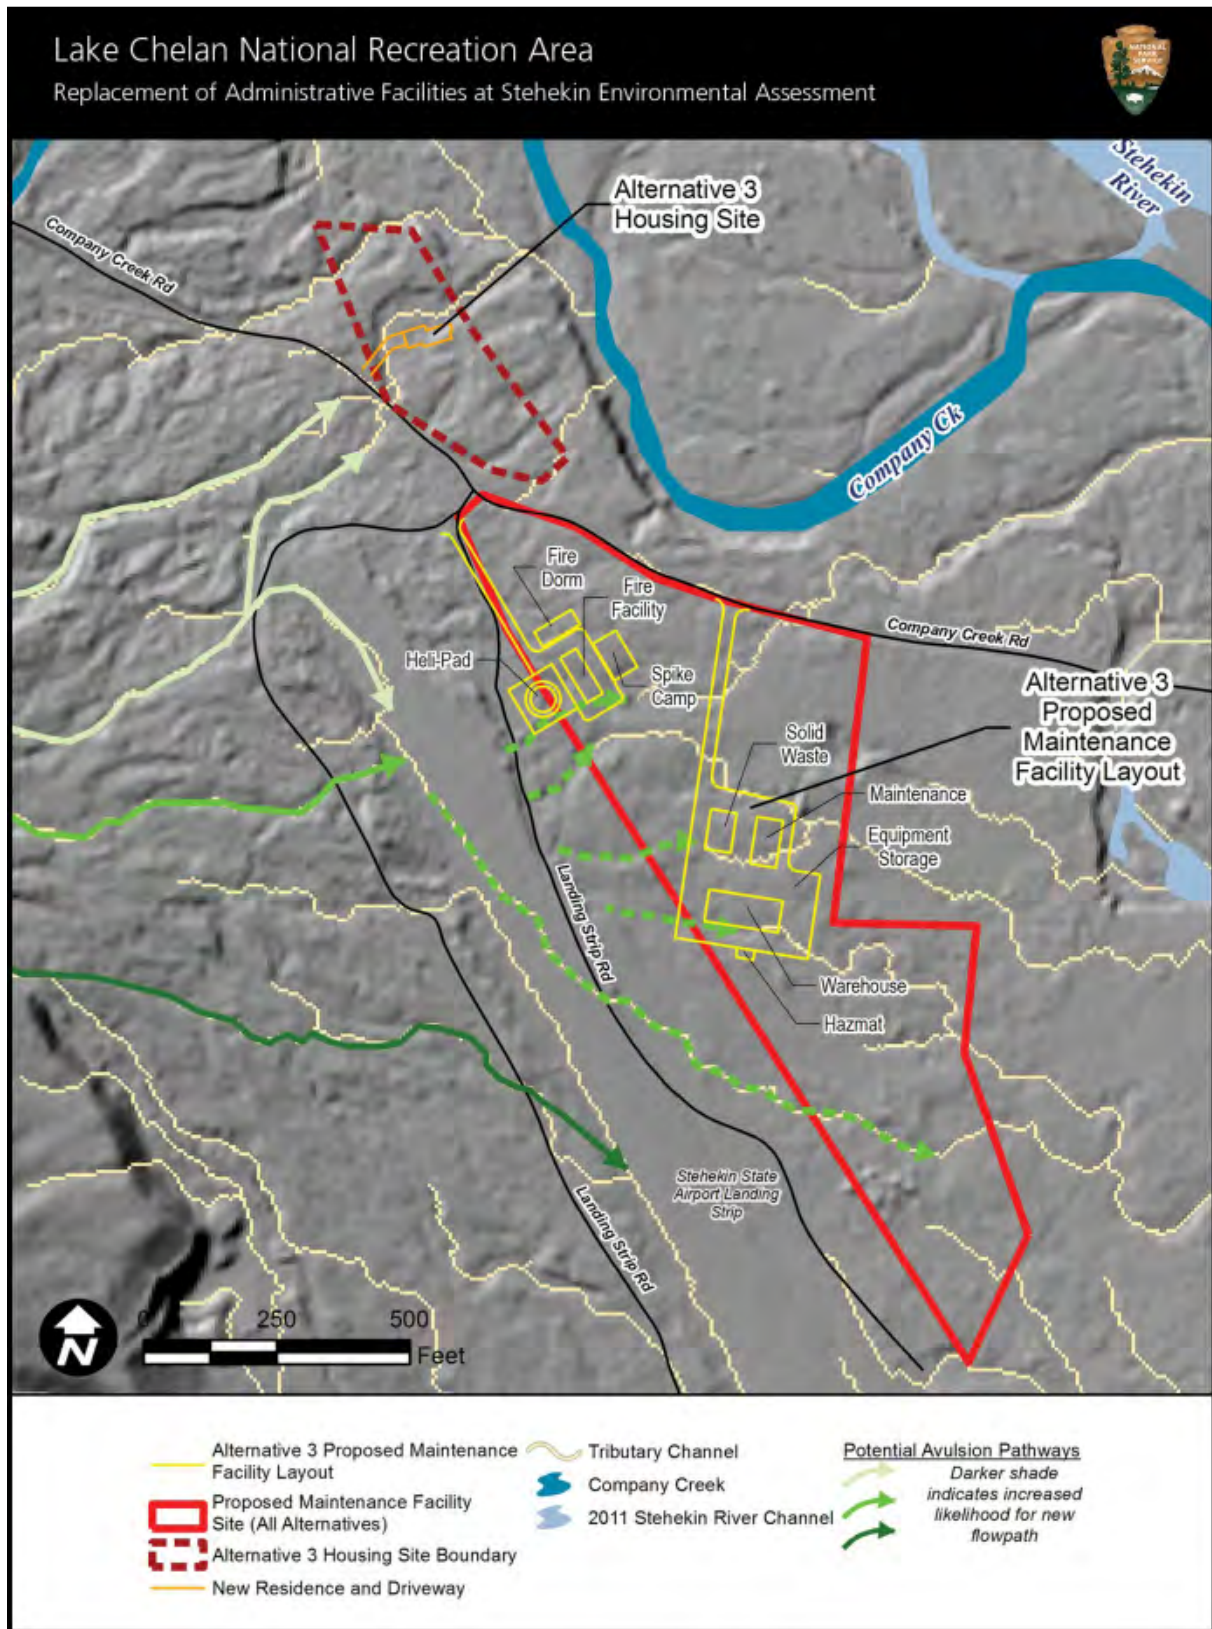 Lake Chelan National Recreation Area
Replacement of Administrative Facilities at Stehekin Environmental Assessment
NATIONAL
PARK
SERVICE
Stehekin
River
Alternative 3
Housing Site
Company Creek Rd
Company Ck
Fire
Dorm
Fire
Facility
Company Creek Rd
Heli-Pad
Spike
Camp
Alternative 3
Proposed
Maintenance
Facility Layout
Solid
Waste
Maintenance
Equipment
Storage
Landing Strip Rd
Warehouse
Hazmat
Stehekin State
Airport Landing
Strip
Landing Strip Rd
N
0 250 500
Feet
Alternative 3 Proposed Maintenance
Facility Layout
Proposed Maintenance Facility
Site (All Alternatives)
Alternative 3 Housing Site Boundary
New Residence and Driveway
Tributary Channel
Company Creek
2011 Stehekin River Channel
Potential Avulsion Pathways
Darker shade
indicates increased
likelihood for new
flowpath